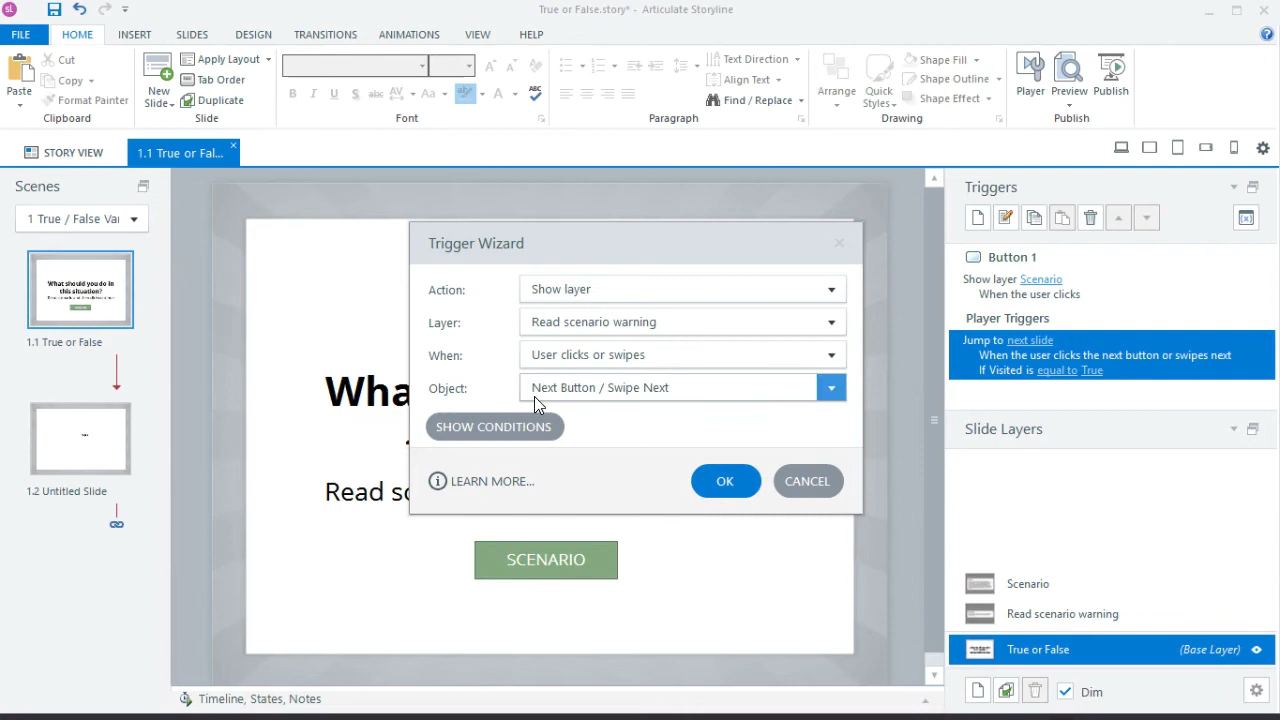 True or False.story* - Articulate Storyline
FILE HOME INSERT SLIDES DESIGN TRANSITIONS ANIMATIONS VIEW HELP
Paste
Cut
Copy
Format Painter
Clipboard
New Slide
Apply Layout
Tab Order
Duplicate
Slide
B I U S abc AV Aa A
ABC
Font
Text Direction
Align Text
Find / Replace
Paragraph
Arrange
Quick Styles
Shape Fill
Shape Outline
Shape Effect
Drawing
Player
Preview
Publish
Publish
STORY VIEW
1.1 True or Fal...
Scenes
1 True / False Var
What should you do in
this situation?
1.1 True or False
1.2 Untitled Slide
Wha
Read sc
SCENARIO
Trigger Wizard
Action: Show layer
Layer: Read scenario warning
When: User clicks or swipes
Object: Next Button / Swipe Next
SHOW CONDITIONS
LEARN MORE...
OK
CANCEL
Timeline, States, Notes
Triggers
Button 1
Show layer Scenario
When the user clicks
Player Triggers
Jump to next slide
When the user clicks the next button or swipes next
If Visited is equal to True
Slide Layers
Scenario
Read scenario warning
True or False (Base Layer)
Dim